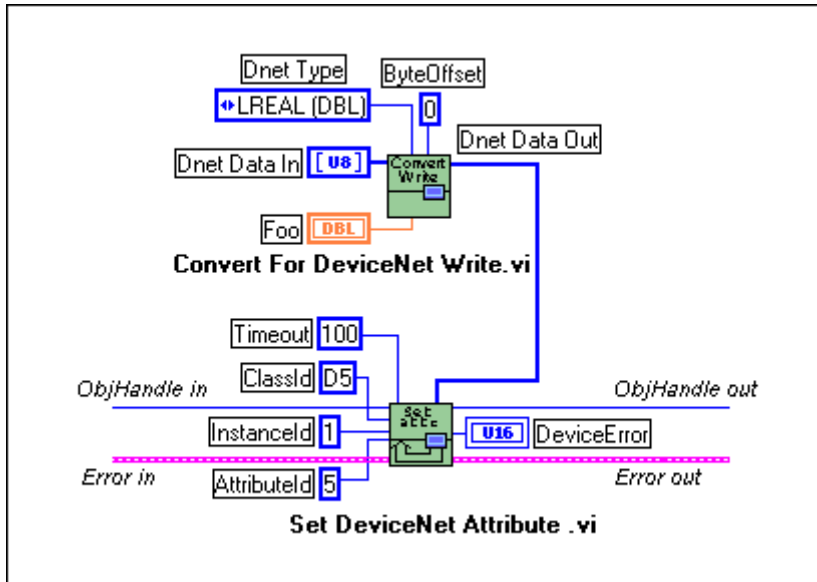 Dnet Type
ByteOffset
LREAL (DBL)
0
Dnet Data Out
Dnet Data In
[U8]
Convert
Write
Foo
DBL
Convert For DeviceNet Write.vi
Timeout
100
ClassId
D5
ObjHandle in
ObjHandle out
Set
attc
InstanceId
1
U16
DeviceError
Error in
Error out
AttributeId
5
Set DeviceNet Attribute .vi